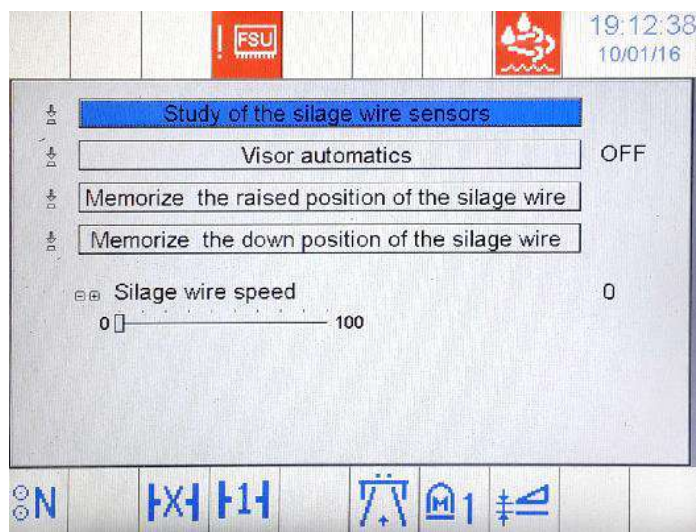 ! FSU
19:12:38
10/01/16
Study of the silage wire sensors
Visor automatics OFF
Memorize the raised position of the silage wire
Memorize the down position of the silage wire
Silage wire speed 0
0 100
N X 1 M 1